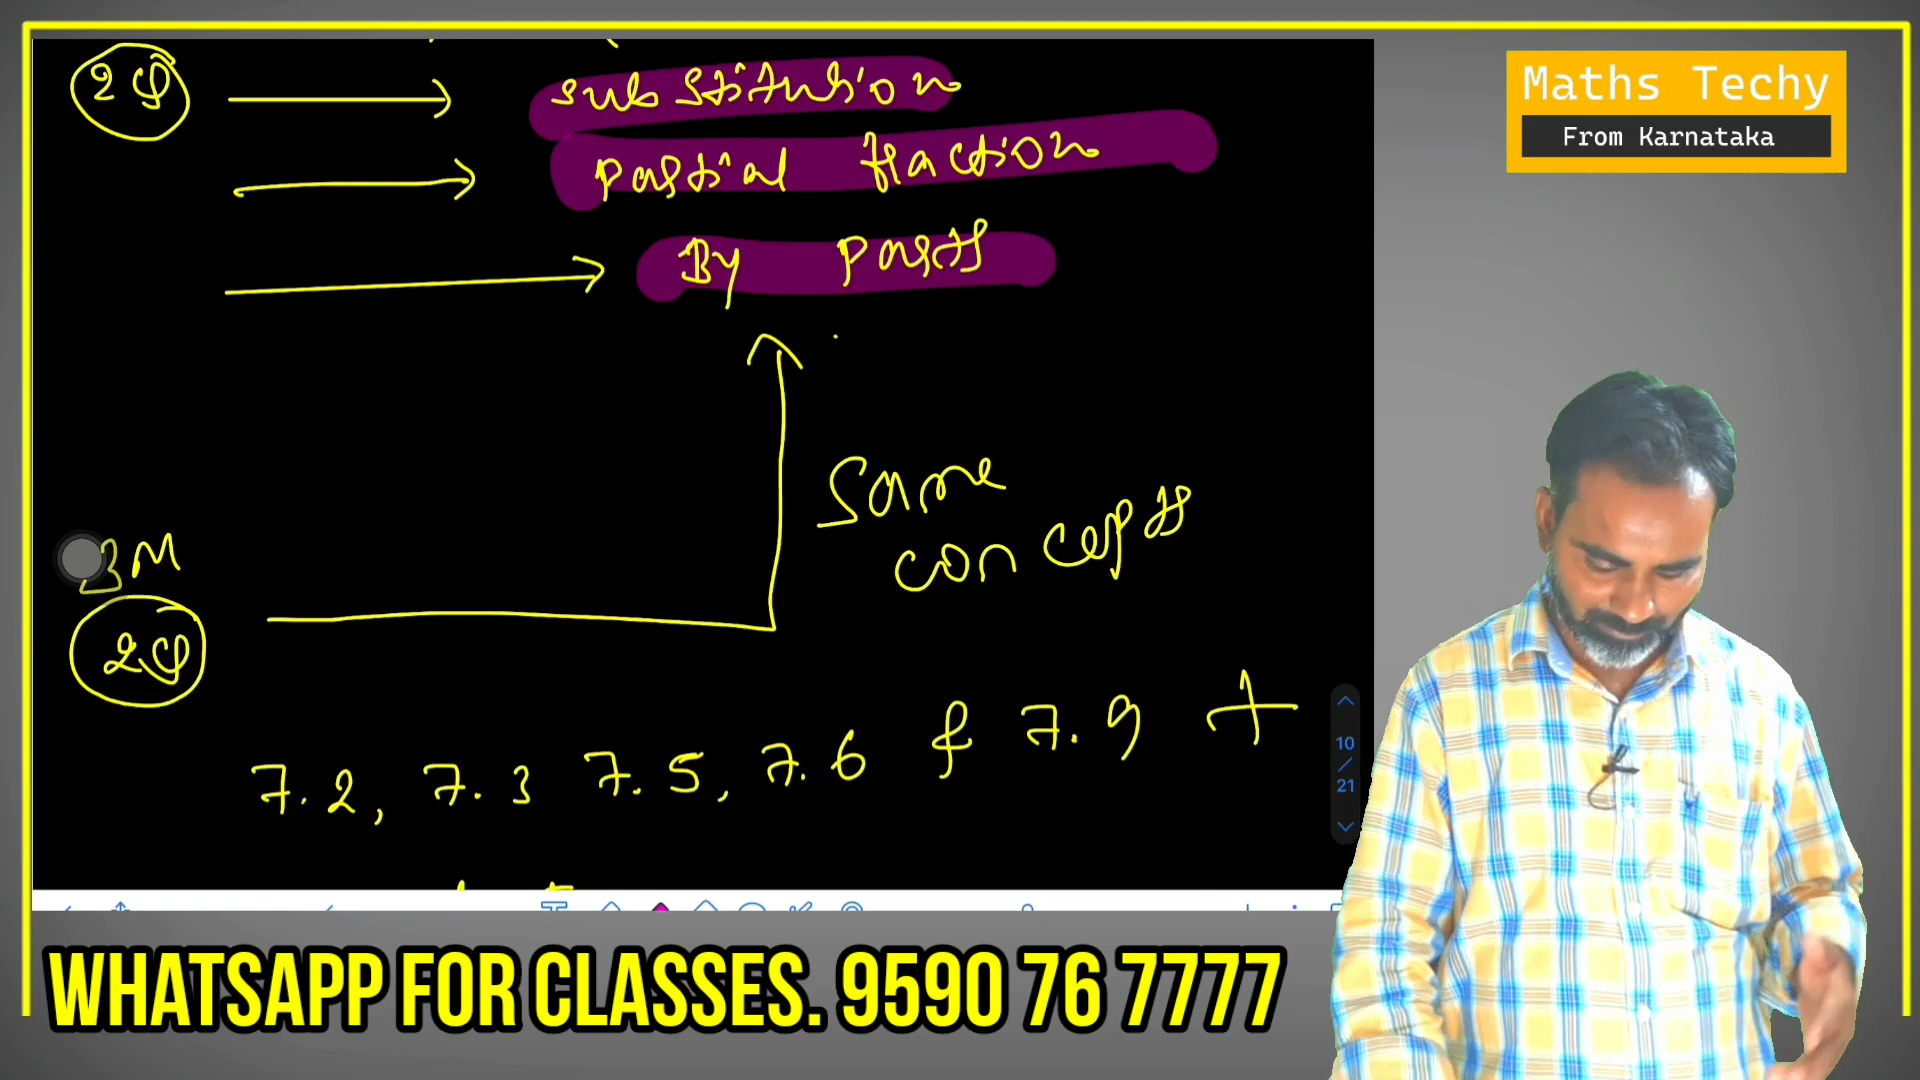 2 Q
substitution
partial fraction
By parts
Same
concepts
3M
2Q
7.2, 7.3 7.5, 7.6 & 7.9 +
10
/
21
Maths Techy
From Karnataka
WHATSAPP FOR CLASSES. 9590 76 7777